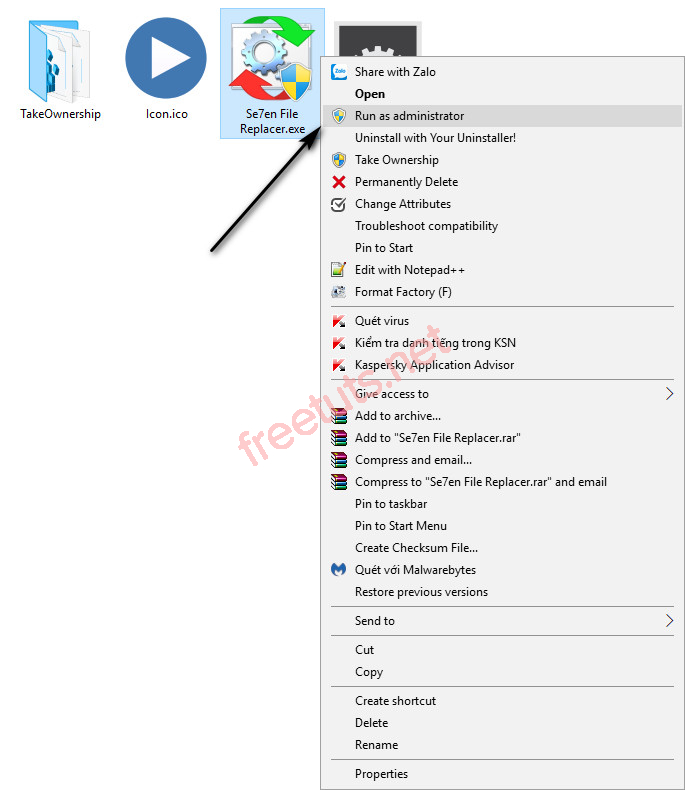 TakeOwnership
Icon.ico
Se7en File
Replacer.exe
Zalo
Share with Zalo
Open
Run as administrator
Uninstall with Your Uninstaller!
Take Ownership
Permanently Delete
Change Attributes
Troubleshoot compatibility
Pin to Start
Edit with Notepad++
Format Factory (F)
Quét virus
Kiểm tra danh tiếng trong KSN
Kaspersky Application Advisor
Give access to
Add to archive...
Add to "Se7en File Replacer.rar"
Compress and email...
Compress to "Se7en File Replacer.rar" and email
Pin to taskbar
Pin to Start Menu
Create Checksum File...
Quét với Malwarebytes
Restore previous versions
Send to
Cut
Copy
Create shortcut
Delete
Rename
Properties
freetuts.net